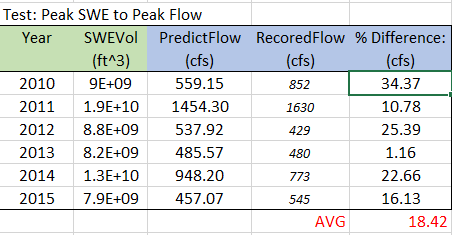 Test: Peak SWE to Peak Flow
Year SWEVol PredictFlow RecoredFlow % Difference:
(ft^3) (cfs) (cfs) (cfs)
2010 9E+09 559.15 852 34.37
2011 1.9E+10 1454.30 1630 10.78
2012 8.8E+09 537.92 429 25.39
2013 8.2E+09 485.57 480 1.16
2014 1.3E+10 948.20 773 22.66
2015 7.9E+09 457.07 545 16.13
AVG 18.42